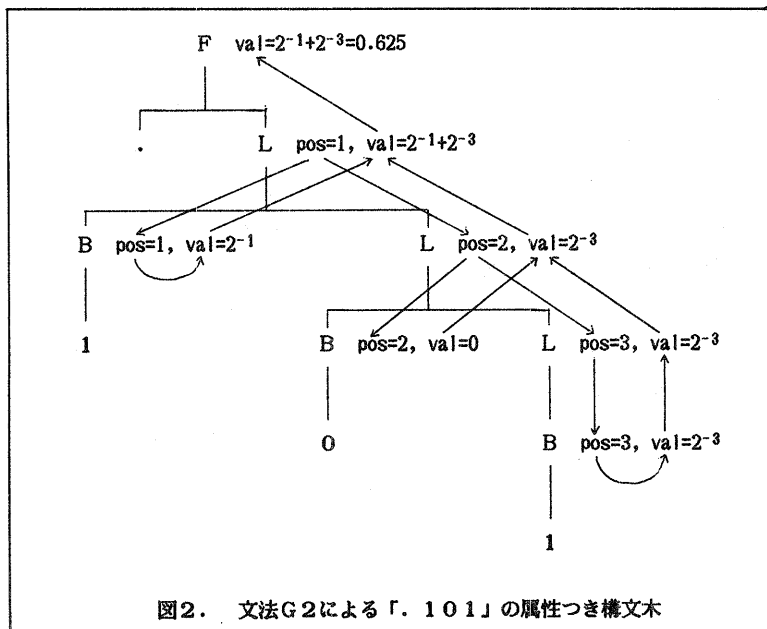 F val=2⁻¹+2⁻³=0.625
. L pos=1, val=2⁻¹+2⁻³
B pos=1, val=2⁻¹ L pos=2, val=2⁻³
1 B pos=2, val=0 L pos=3, val=2⁻³
0 B pos=3, val=2⁻³
1
図2. 文法G2による「. 101」の属性つき構文木